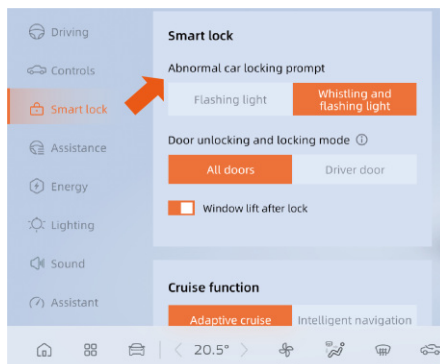 Driving
Controls
Smart lock
Assistance
Energy
Lighting
Sound
Assistant
Smart lock
Abnormal car locking prompt
Flashing light
Whistling and
flashing light
Door unlocking and locking mode
All doors
Driver door
Window lift after lock
Cruise function
Adaptive cruise
Intelligent navigation
20.5°